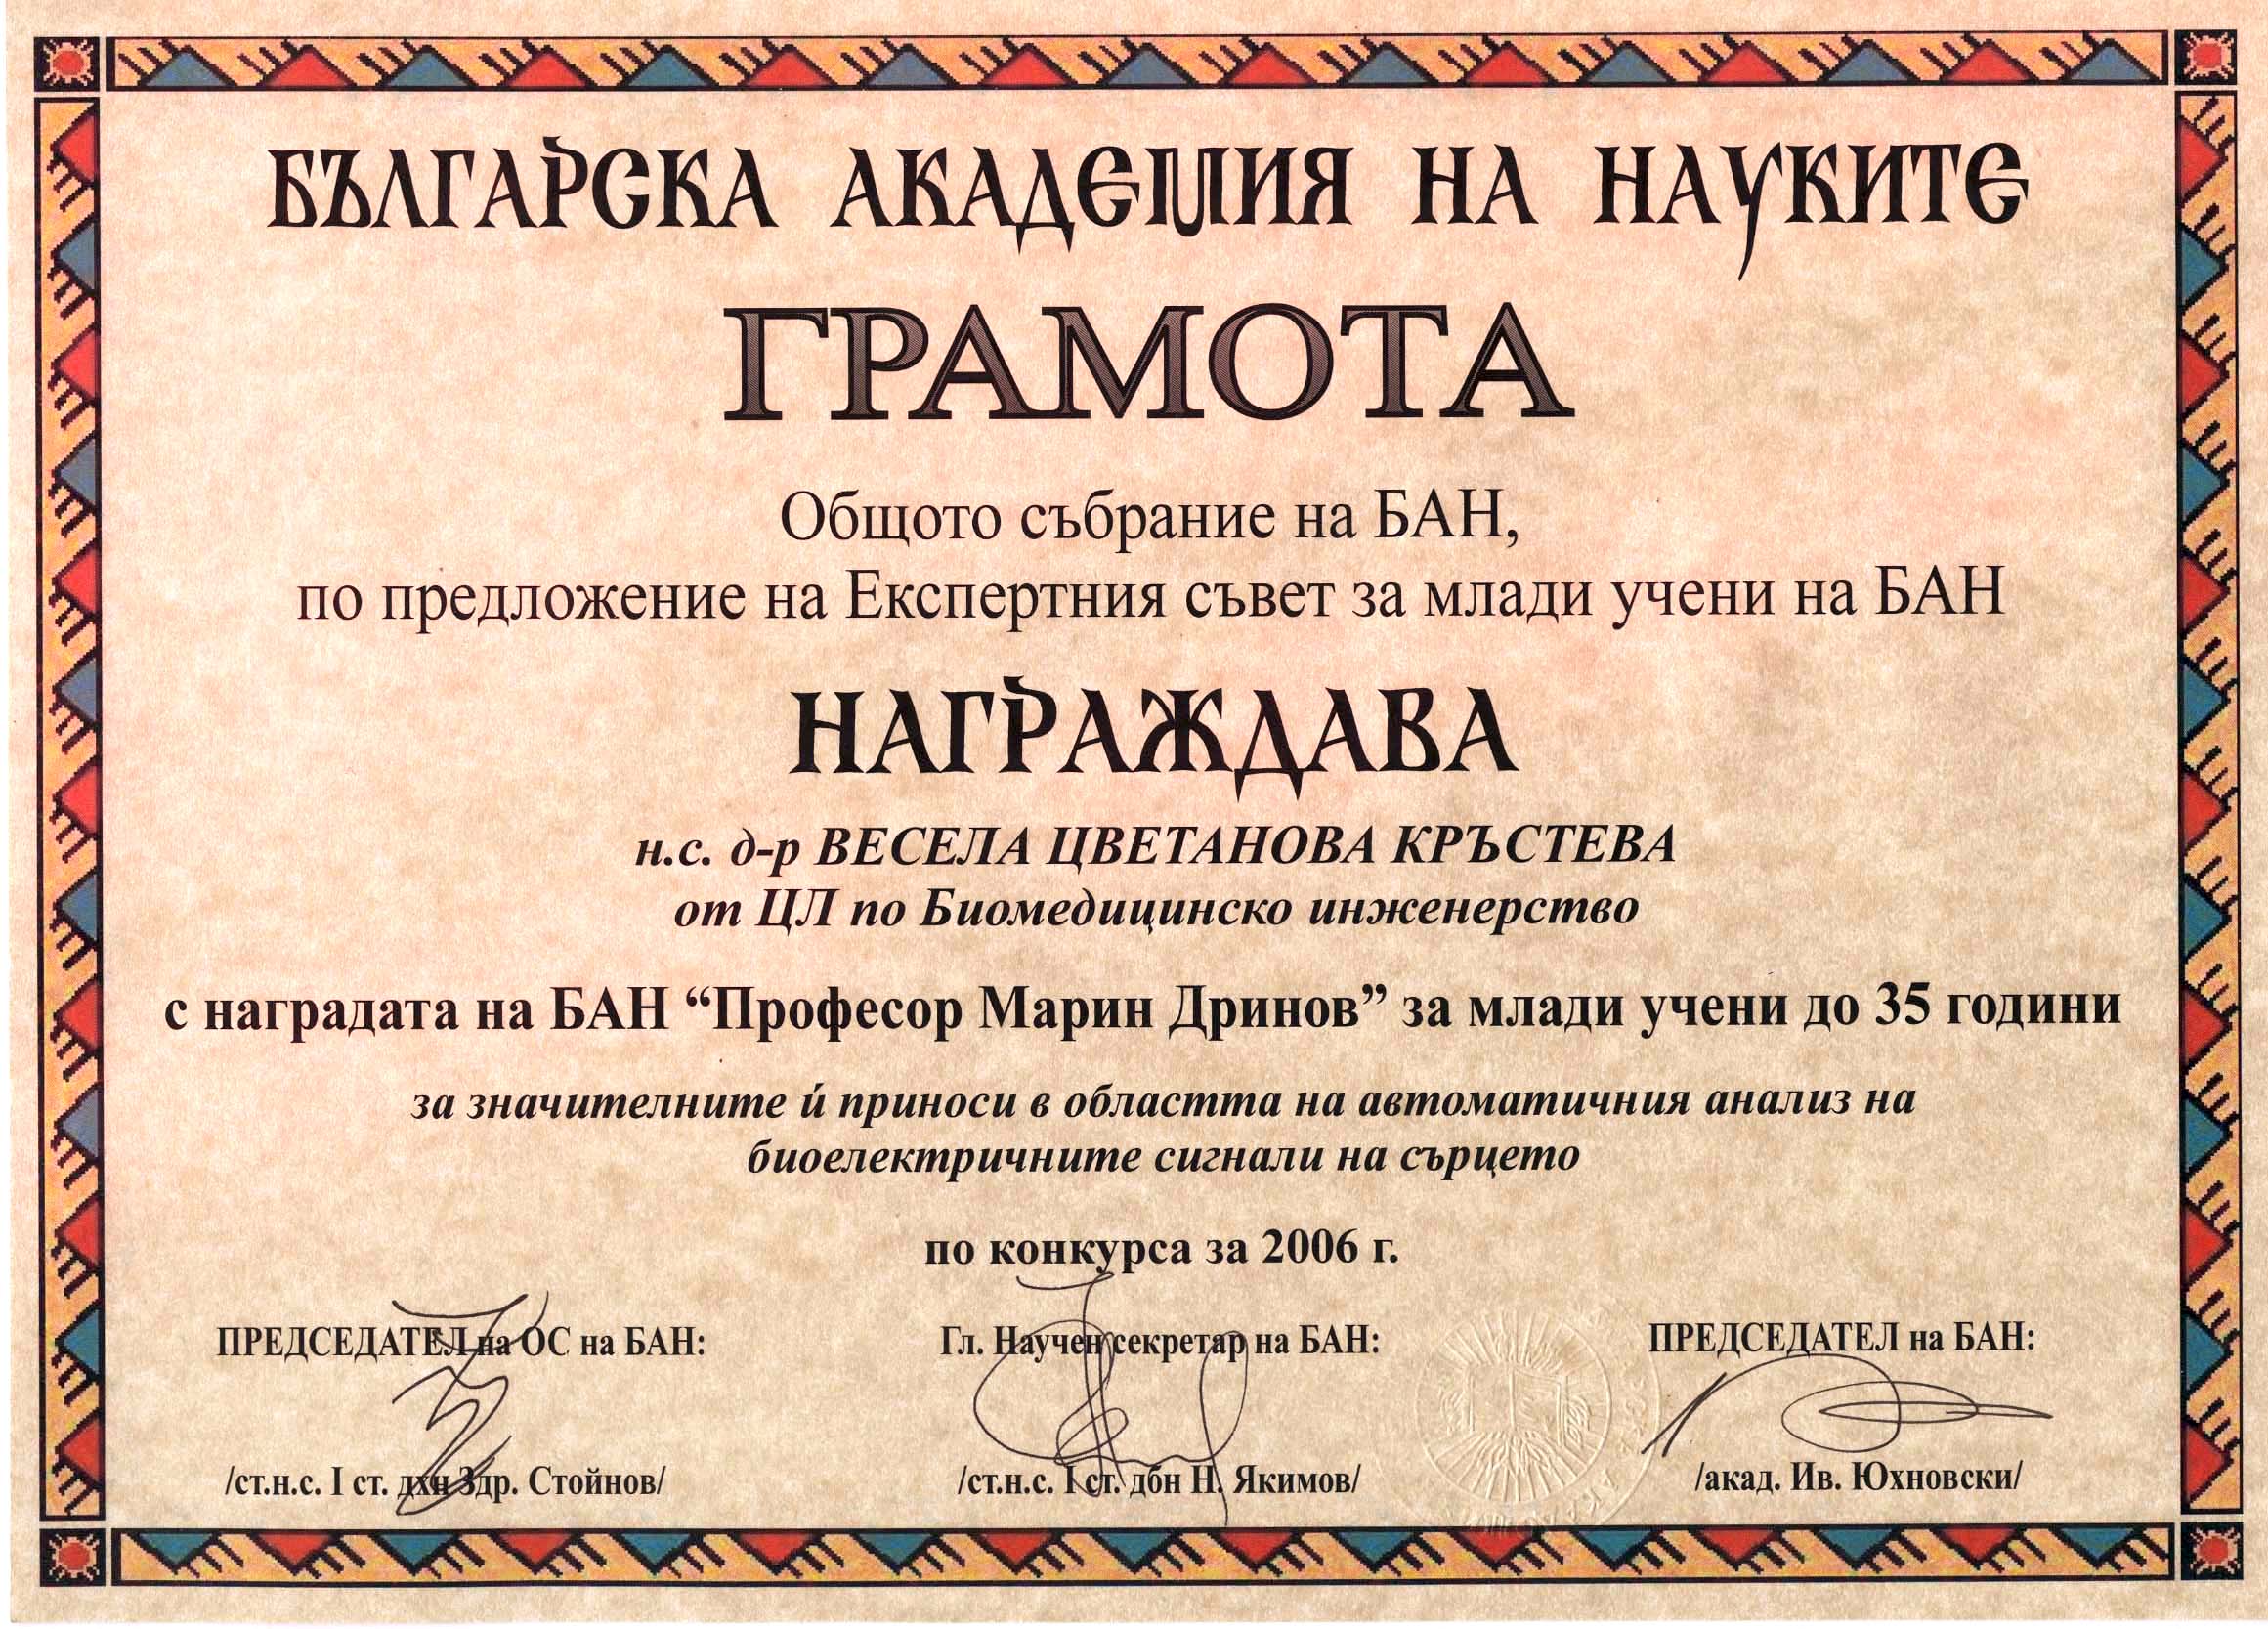 БЪЛГАРСКА АКАДЕМИЯ НА НАУКИТЕ
ГРАМОТА
Общото събрание на БАН,
по предложение на Експертния съвет за млади учени на БАН
НАГРАЖДАВА
н.с. д-р ВЕСЕЛА ЦВЕТАНОВА КРЪСТЕВА
от ЦЛ по Биомедицинско инженерство
с наградата на БАН “Професор Марин Дринов” за млади учени до 35 години
за значителните ѝ приноси в областта на автоматичния анализ на
биоелектричните сигнали на сърцето
по конкурса за 2006 г.
ПРЕДСЕДАТЕЛ на ОС на БАН: Гл. Научен секретар на БАН: ПРЕДСЕДАТЕЛ на БАН:
/ст.н.с. I ст. дхн Здр. Стойнов/ /ст.н.с. I ст. дбн Н. Якимов/ /акад. Ив. Юхновски/